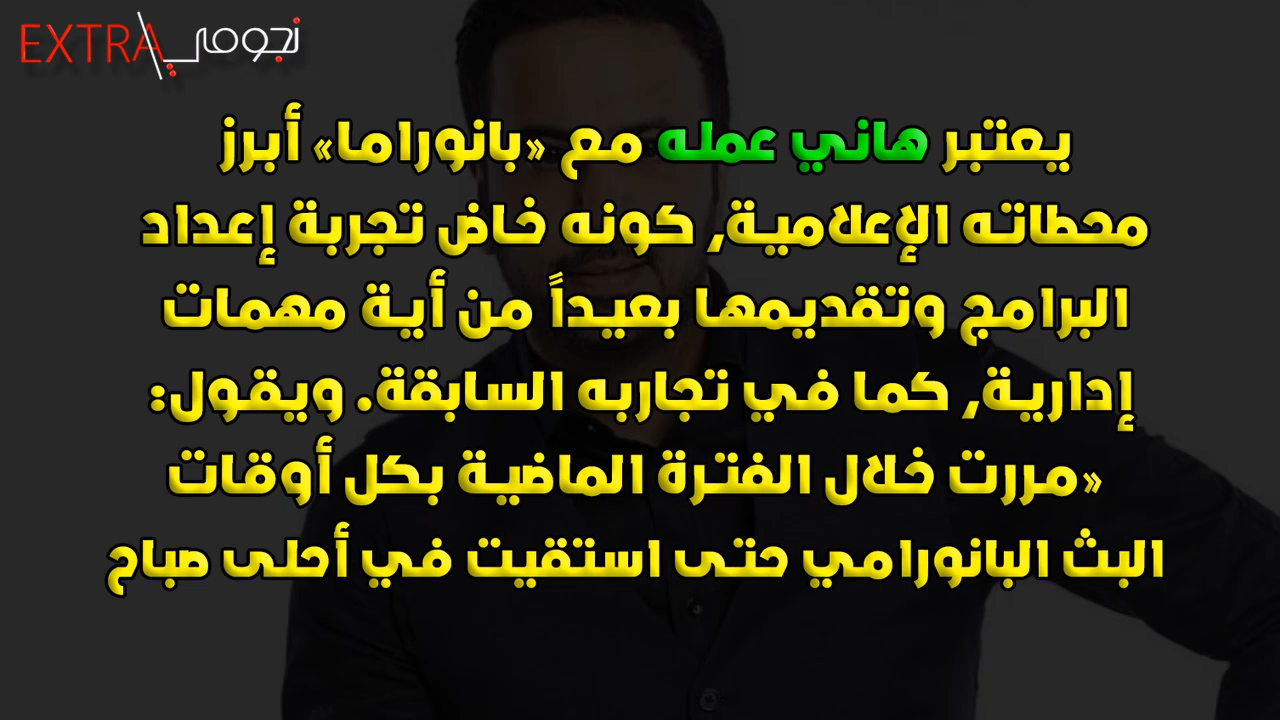 EXTRA نجومي
يعتبر هاني عمله مع «بانوراما» أبرز
محطاته الإعلامية, كونه خاض تجربة إعداد
البرامج وتقديمها بعيداً من أية مهمات
إدارية, كما في تجاربه السابقة. ويقول:
«مررت خلال الفترة الماضية بكل أوقات
البث البانورامي حتى استقيت في أحلى صباح